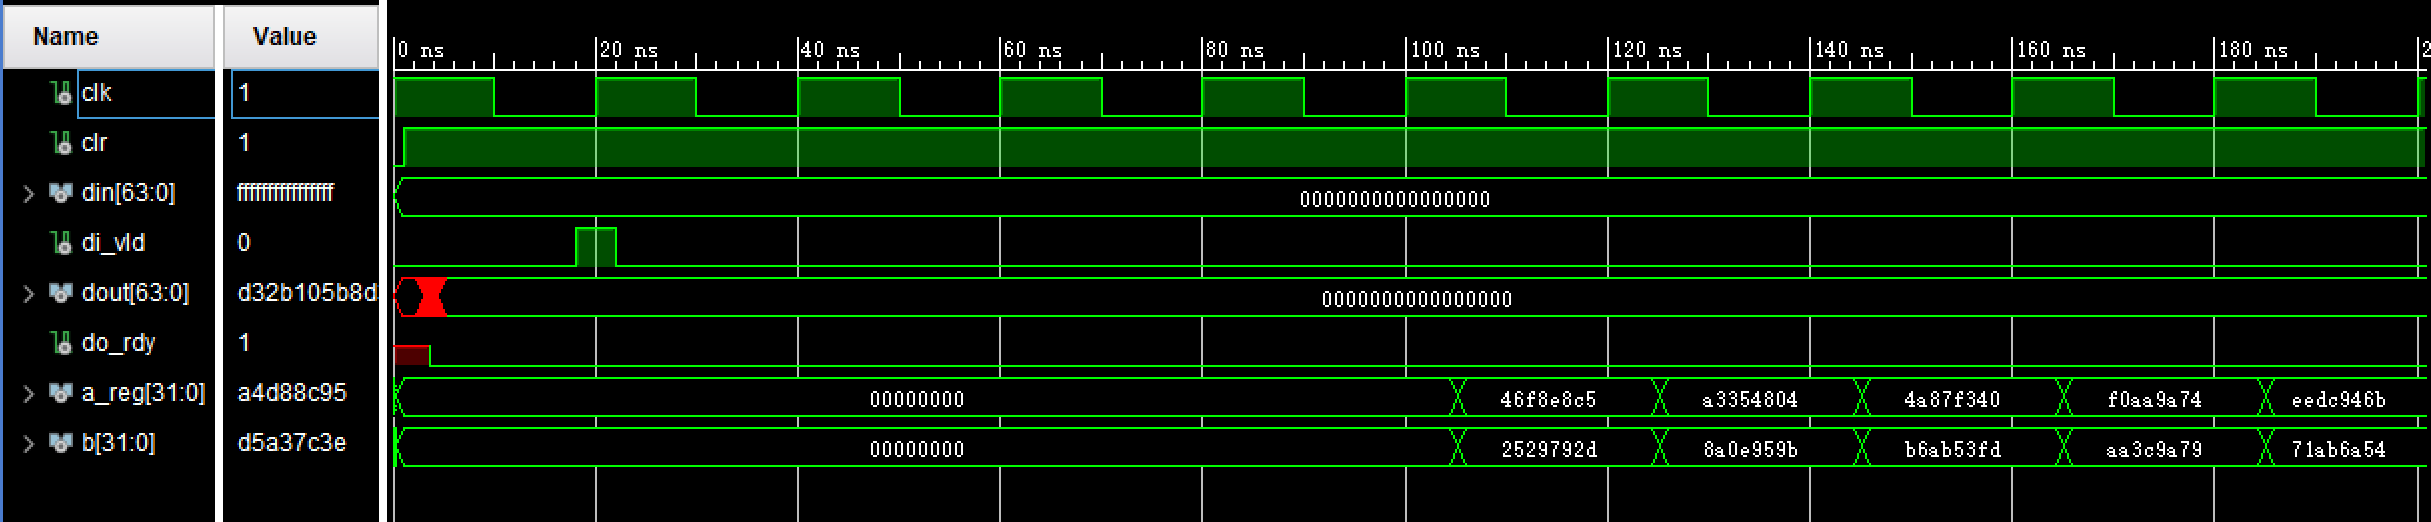 Name Value
0 ns 20 ns 40 ns 60 ns 80 ns 100 ns 120 ns 140 ns 160 ns 180 ns 2
clk 1
clr 1
din[63:0] ffffffffffffffff 0000000000000000
di_vld 0
dout[63:0] d32b105b8d 0000000000000000
do_rdy 1
a_reg[31:0] a4d88c95 00000000 46f8e8c5 a3354804 4a87f340 f0aa9a74 eedc946b
b[31:0] d5a37c3e 00000000 2529792d 8a0e959b b6ab53fd aa3c9a79 71ab6a54